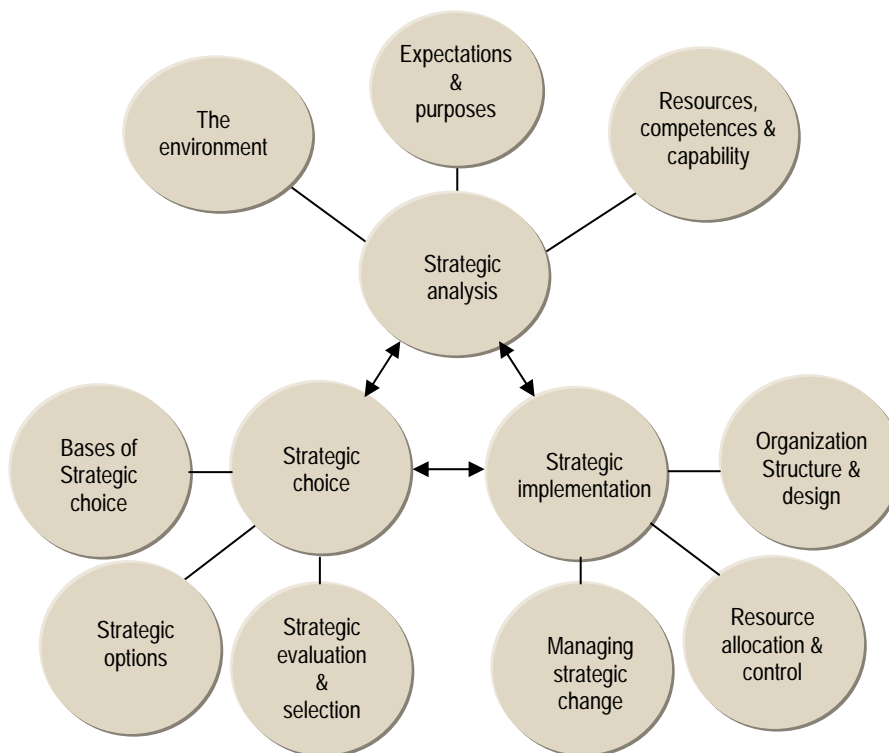 Expectations
&
purposes
The
environment
Resources,
competences &
capability
Strategic
analysis
Bases of
Strategic
choice
Strategic
choice
Strategic
implementation
Organization
Structure &
design
Strategic
options
Strategic
evaluation
&
selection
Managing
strategic
change
Resource
allocation &
control